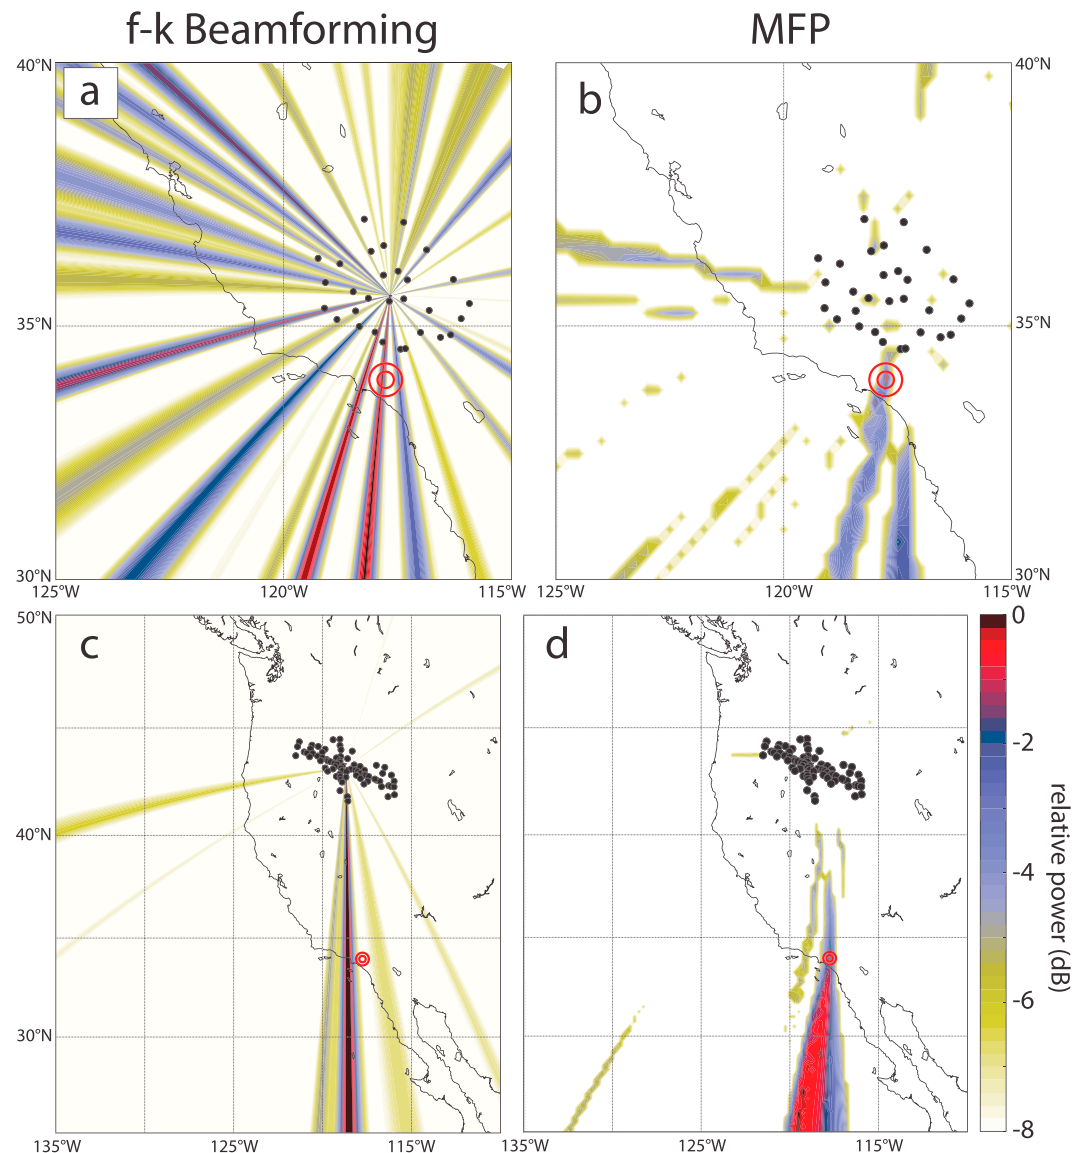 f-k Beamforming MFP
40°N a b 40°N
35°N 35°N
30°N 30°N
125°W 120°W 115°W 125°W 120°W 115°W
50°N c d 0
-2
40°N -4
relative power (dB)
-6
30°N
-8
135°W 125°W 115°W 135°W 125°W 115°W